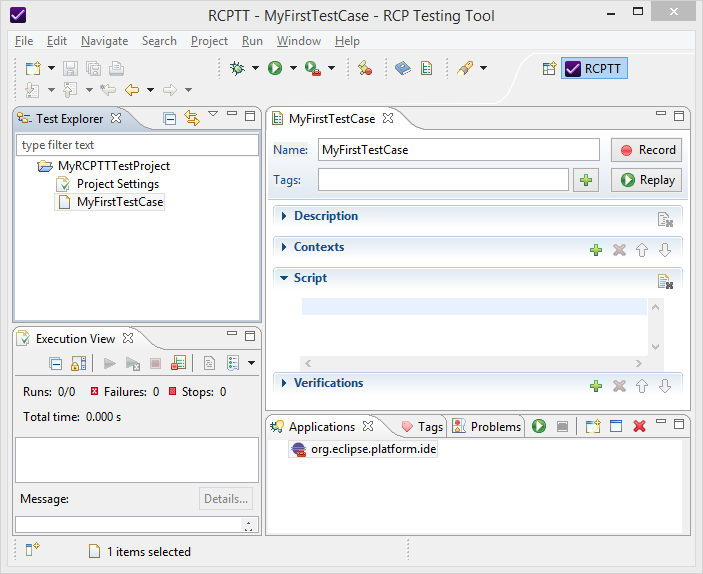 RCPTT - MyFirstTestCase - RCP Testing Tool
File Edit Navigate Search Project Run Window Help
RCPTT
Test Explorer
type filter text
MyRCPTTTestProject
Project Settings
MyFirstTestCase
MyFirstTestCase
Name: MyFirstTestCase Record
Tags: Replay
Description
Contexts
Script
Verifications
Execution View
Runs: 0/0 Failures: 0 Stops: 0
Total time: 0.000 s
Message: Details...
Applications Tags Problems
org.eclipse.platform.ide
1 items selected